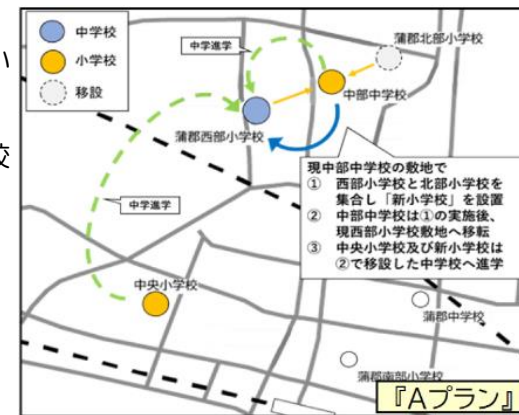 い
校
中学校
小学校
移設
中学進学
蒲郡北部小学校
中部中学校
蒲郡西部小学校
現中部中学校の敷地で
① 西部小学校と北部小学校を
集合し「新小学校」を設置
② 中部中学校は①の実施後、
現西部小学校敷地へ移転
③ 中央小学校及び新小学校は
②で移設した中学校へ進学
中学進学
中央小学校
蒲郡中学校
蒲郡南部小学校
『Aプラン』